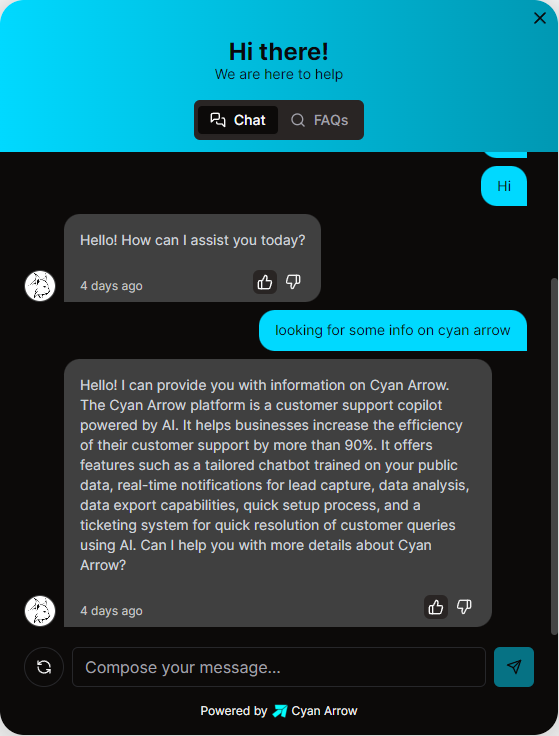 Hi there!
We are here to help
Chat
FAQs
Hi
Hello! How can I assist you today?
4 days ago
looking for some info on cyan arrow
Hello! I can provide you with information on Cyan Arrow.
The Cyan Arrow platform is a customer support copilot
powered by AI. It helps businesses increase the efficiency
of their customer support by more than 90%. It offers
features such as a tailored chatbot trained on your public
data, real-time notifications for lead capture, data analysis,
data export capabilities, quick setup process, and a
ticketing system for quick resolution of customer queries
using AI. Can I help you with more details about Cyan
Arrow?
4 days ago
Compose your message...
Powered by Cyan Arrow